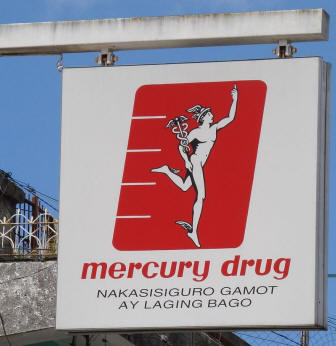 mercury drug
NAKASISIGURO GAMOT
AY LAGING BAGO